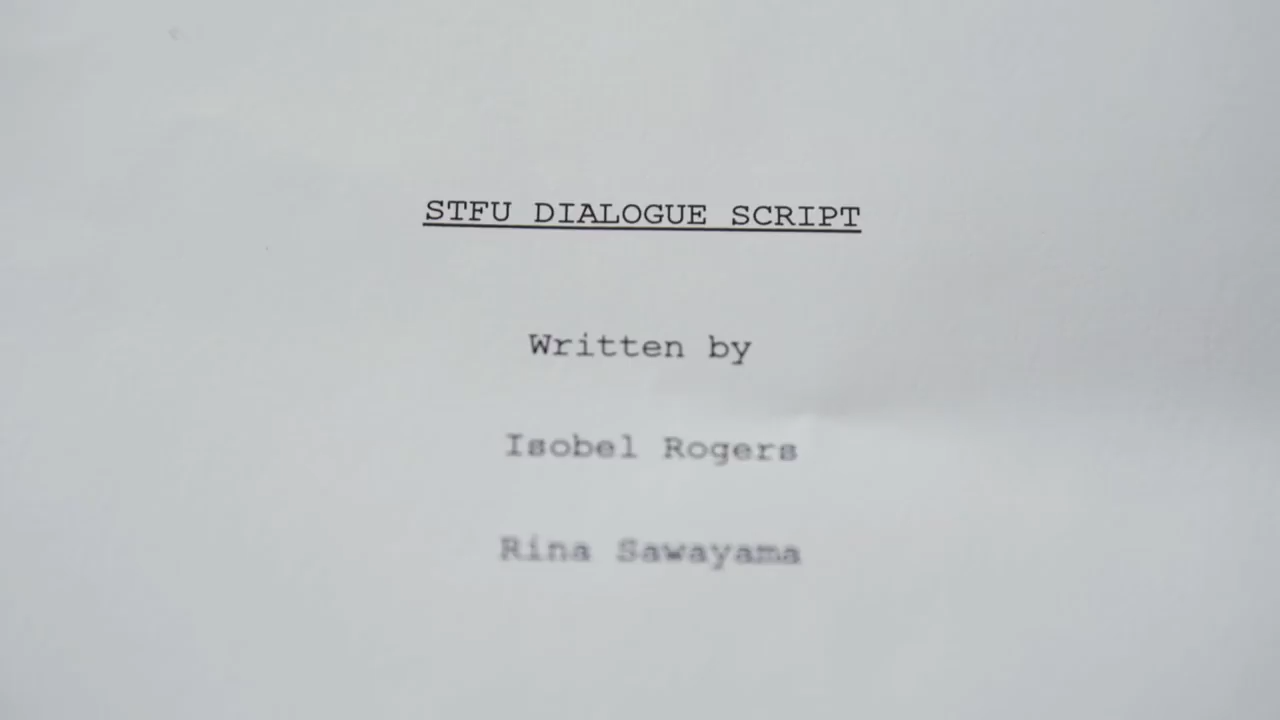 STFU DIALOGUE SCRIPT
Written by
Isobel Rogers
Rina Sawayama